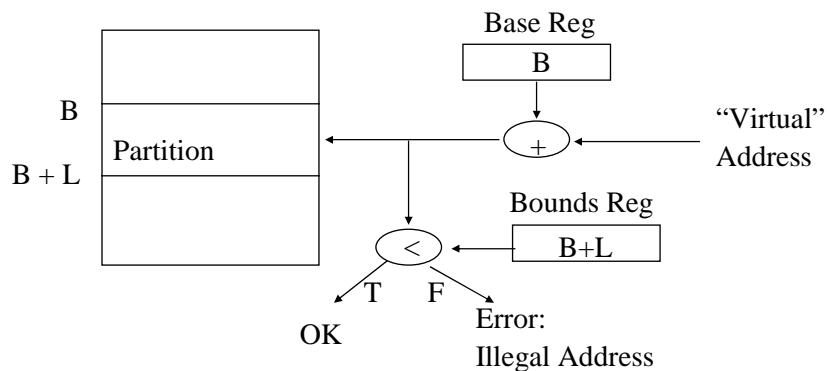 Base Reg
B
B
“Virtual”
Address
+
Partition
B + L
Bounds Reg
<
B+L
T
F
OK
Error:
Illegal Address